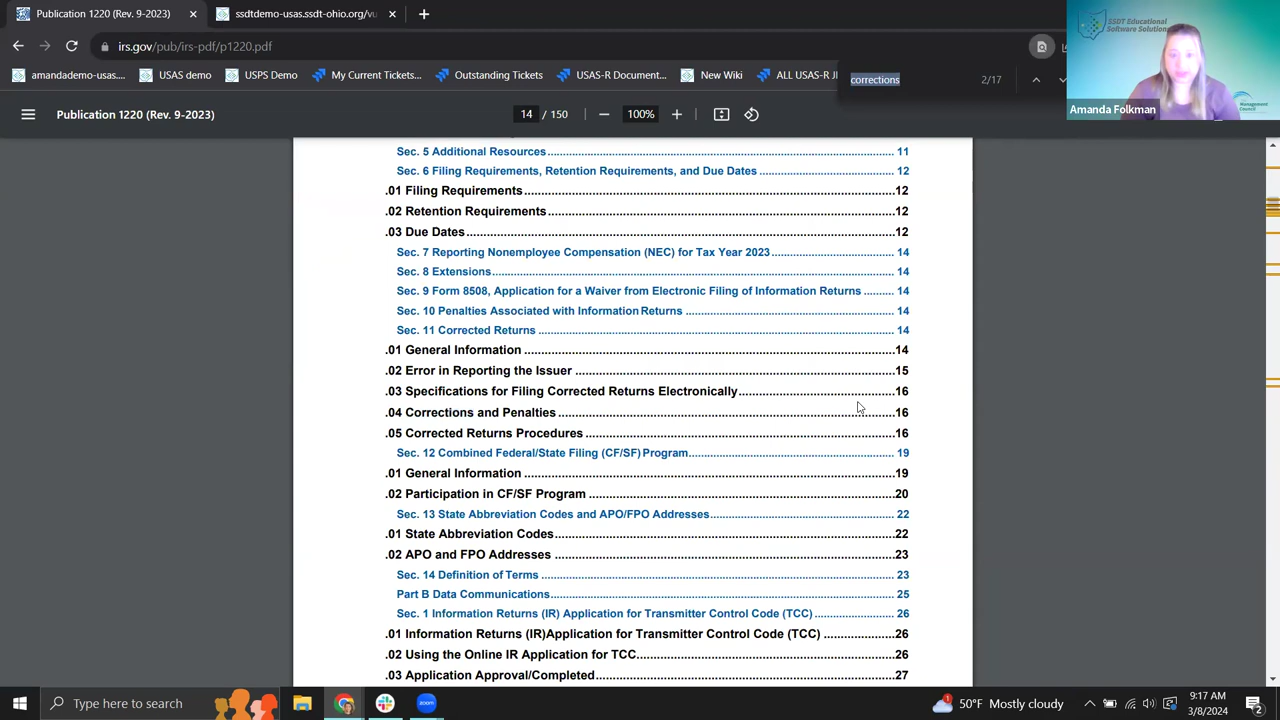 Publication 1220 (Rev. 9-2023)
ssdtdemo-usas.ssdt-ohio.org/vu
irs.gov/pub/irs-pdf/p1220.pdf
amandademo-usas...
USAS demo
USPS Demo
My Current Tickets...
Outstanding Tickets
USAS-R Document...
New Wiki
ALL USAS-R JI
corrections
2/17
SSDT Educational
Software Solutions
Management
Council
Amanda Folkman
Publication 1220 (Rev. 9-2023)
14 / 150
100%
Sec. 5 Additional Resources 11
Sec. 6 Filing Requirements, Retention Requirements, and Due Dates 12
.01 Filing Requirements 12
.02 Retention Requirements 12
.03 Due Dates 12
Sec. 7 Reporting Nonemployee Compensation (NEC) for Tax Year 2023 14
Sec. 8 Extensions 14
Sec. 9 Form 8508, Application for a Waiver from Electronic Filing of Information Returns 14
Sec. 10 Penalties Associated with Information Returns 14
Sec. 11 Corrected Returns 14
.01 General Information 14
.02 Error in Reporting the Issuer 15
.03 Specifications for Filing Corrected Returns Electronically 16
.04 Corrections and Penalties 16
.05 Corrected Returns Procedures 16
Sec. 12 Combined Federal/State Filing (CF/SF) Program 19
.01 General Information 19
.02 Participation in CF/SF Program 20
Sec. 13 State Abbreviation Codes and APO/FPO Addresses 22
.01 State Abbreviation Codes 22
.02 APO and FPO Addresses 23
Sec. 14 Definition of Terms 23
Part B Data Communications 25
Sec. 1 Information Returns (IR) Application for Transmitter Control Code (TCC) 26
.01 Information Returns (IR)Application for Transmitter Control Code (TCC) 26
.02 Using the Online IR Application for TCC 26
.03 Application Approval/Completed 27
Type here to search
zoom
1
50°F Mostly cloudy
9:17 AM
3/8/2024
2